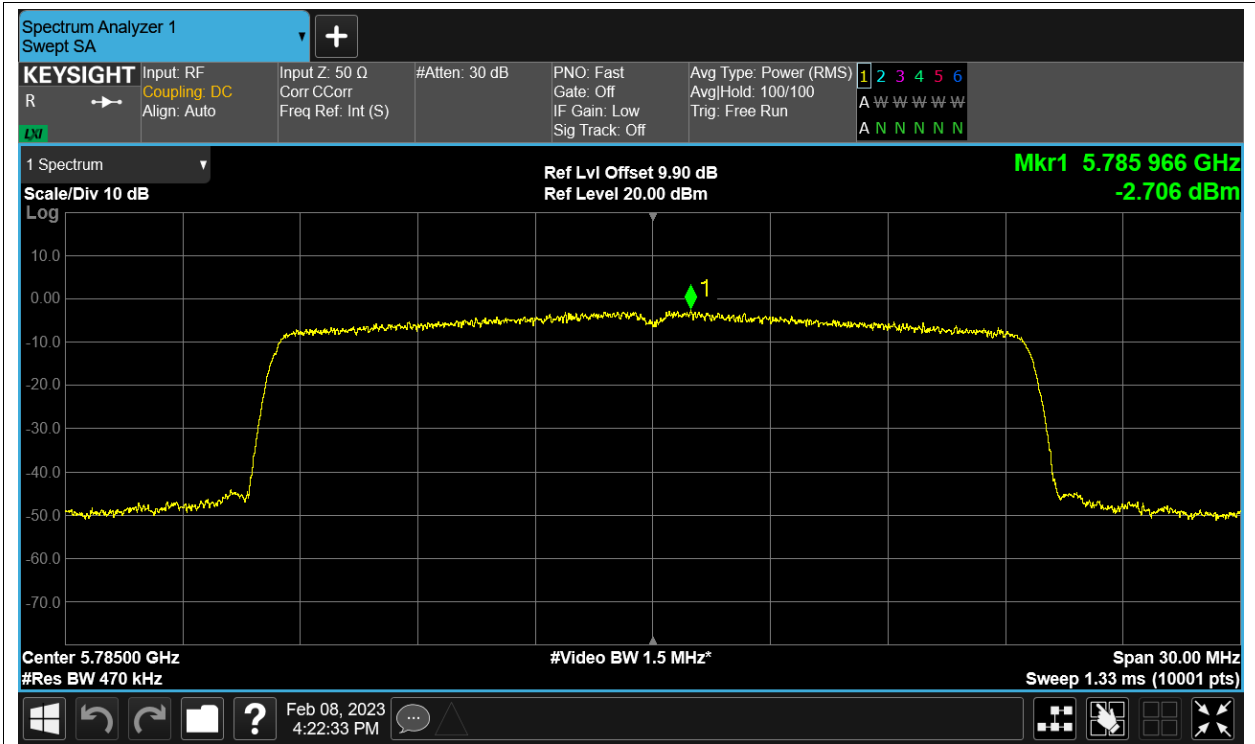 Spectrum Analyzer 1
Swept SA
KEYSIGHT
R
LXI
Input: RF
Coupling: DC
Align: Auto
Input Z: 50 Ω
Corr CCorr
Freq Ref: Int (S)
#Atten: 30 dB
PNO: Fast
Gate: Off
IF Gain: Low
Sig Track: Off
Avg Type: Power (RMS)
Avg|Hold: 100/100
Trig: Free Run
1 2 3 4 5 6
A W W W W W
A N N N N N
1 Spectrum
Scale/Div 10 dB
Log
Ref Lvl Offset 9.90 dB
Ref Level 20.00 dBm
Mkr1 5.785 966 GHz
-2.706 dBm
10.0
0.00
-10.0
-20.0
-30.0
-40.0
-50.0
-60.0
-70.0
1
Center 5.78500 GHz
#Res BW 470 kHz
#Video BW 1.5 MHz*
Span 30.00 MHz
Sweep 1.33 ms (10001 pts)
?
Feb 08, 2023
4:22:33 PM